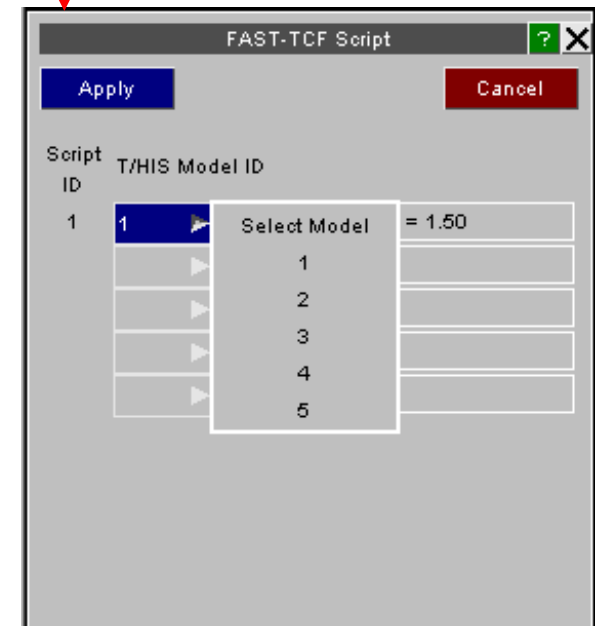 FAST-TCF Script ? X
Apply Cancel
Script
ID
T/HIS Model ID
1 1 Select Model = 1.50
1
2
3
4
5